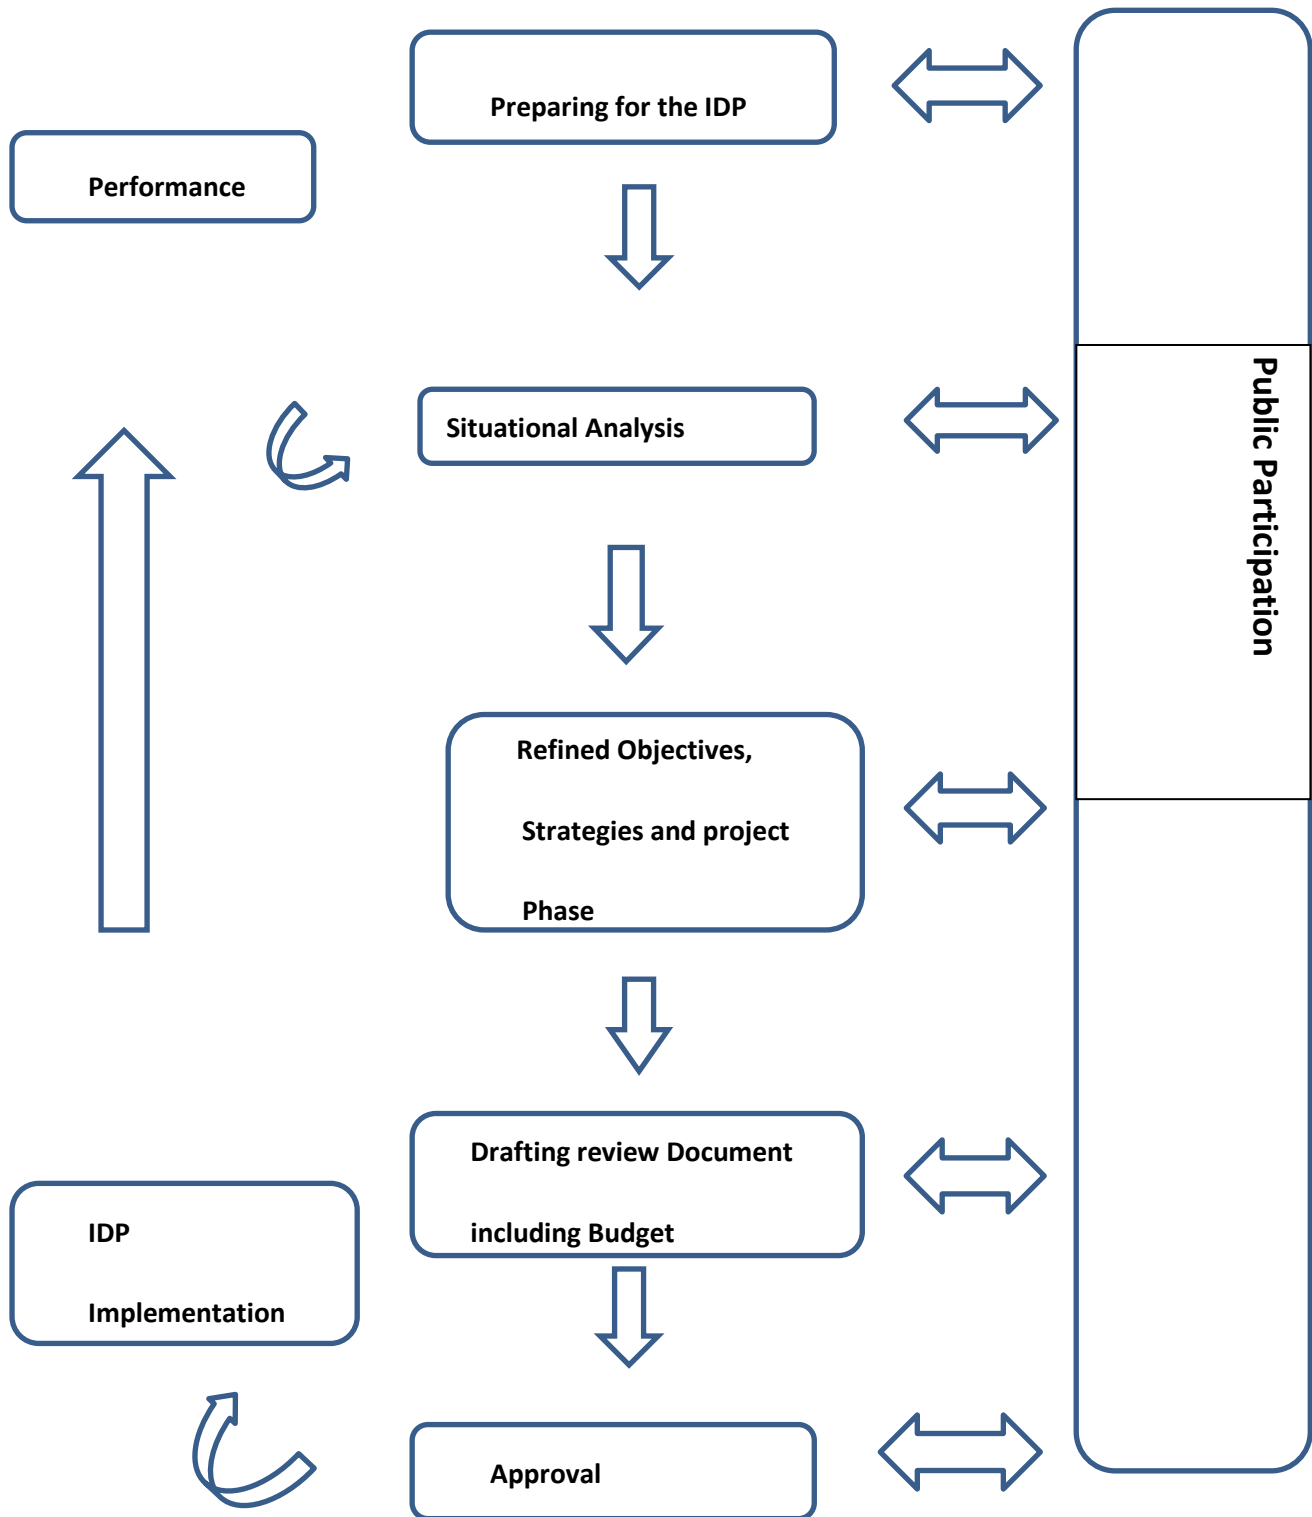 Preparing for the IDP
Performance
Situational Analysis
Public Participation
Refined Objectives,
Strategies and project
Phase
Drafting review Document
including Budget
IDP
Implementation
Approval